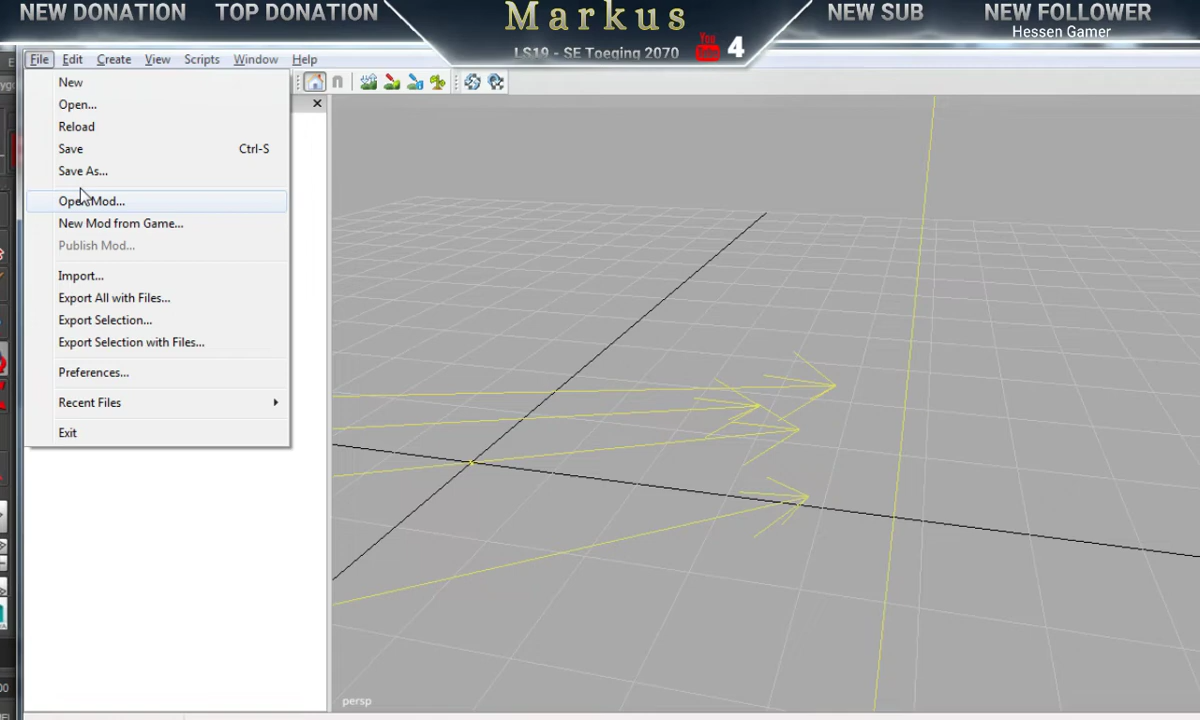 NEW DONATION TOP DONATION Markus NEW SUB NEW FOLLOWER
Hessen Gamer
LS19 - SE Toeging 2070 You 4
File Edit Create View Scripts Window Help
New
Open...
Reload
Save Ctrl-S
Save As...
Open Mod...
New Mod from Game...
Publish Mod...
Import...
Export All with Files...
Export Selection...
Export Selection with Files...
Preferences...
Recent Files
Exit
persp